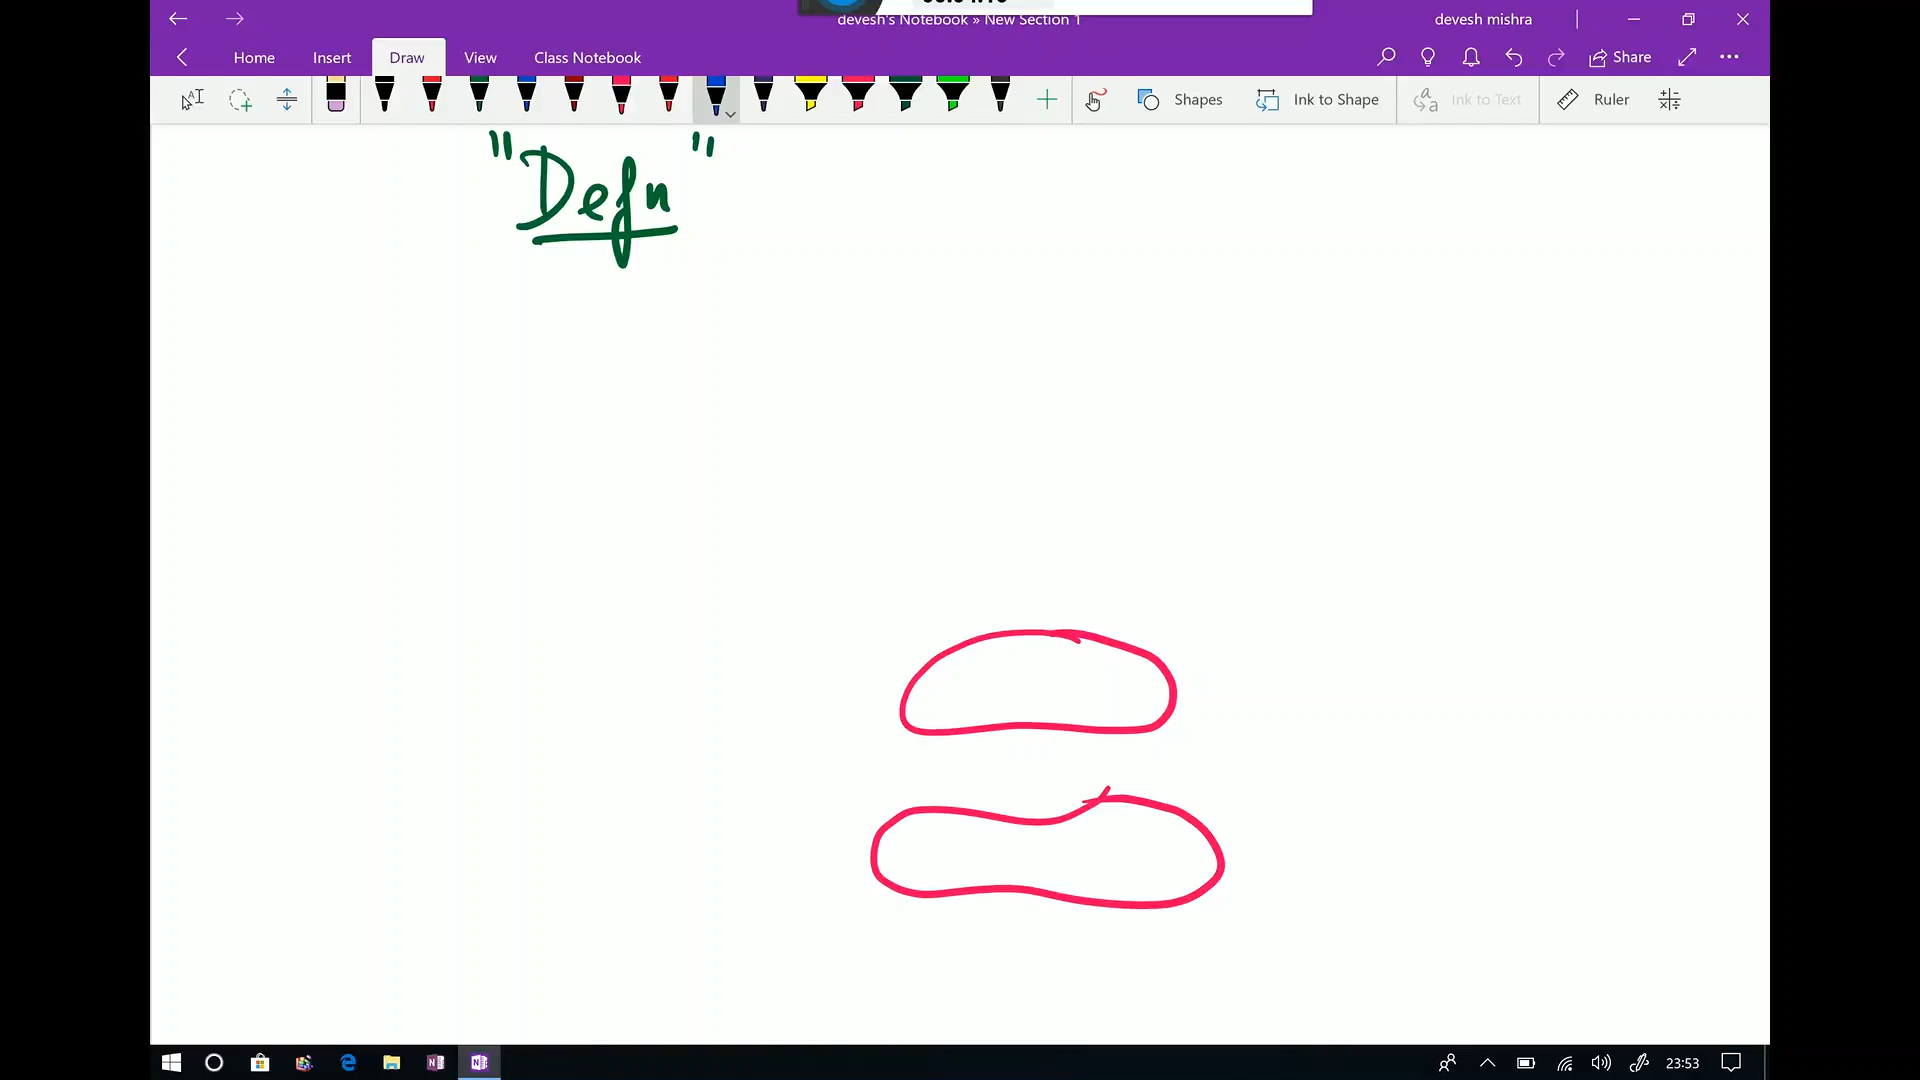 devesh's Notebook » New Section 1
devesh mishra
Home
Insert
Draw
View
Class Notebook
Share
Shapes
Ink to Shape
Ink to Text
Ruler
"Defn"
23:53